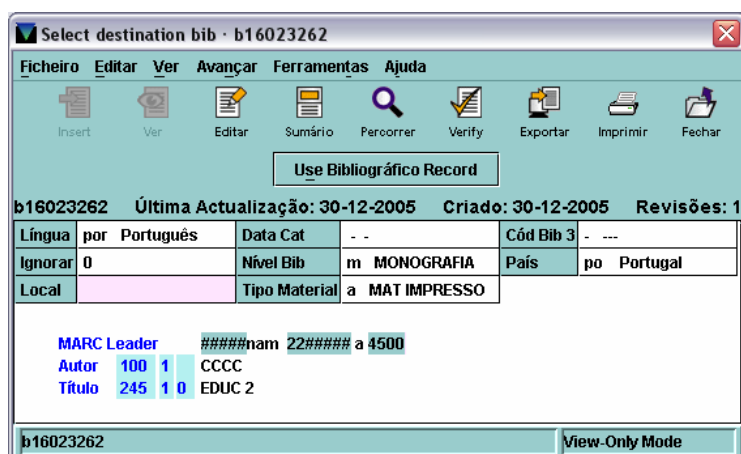 Select destination bib · b16023262
Ficheiro Editar Ver Avançar Ferramentas Ajuda
Insert Ver Editar Sumário Percorrer Verify Exportar Imprimir Fechar
Use Bibliográfico Record
b16023262 Última Actualização: 30-12-2005 Criado: 30-12-2005 Revisões: 1
Língua por Português Data Cat - - Cód Bib 3 - ---
Ignorar 0 Nível Bib m MONOGRAFIA País po Portugal
Local Tipo Material a MAT IMPRESSO
MARC Leader #####nam 22##### a 4500
Autor 100 1 CCCC
Título 245 1 0 EDUC 2
b16023262 View-Only Mode